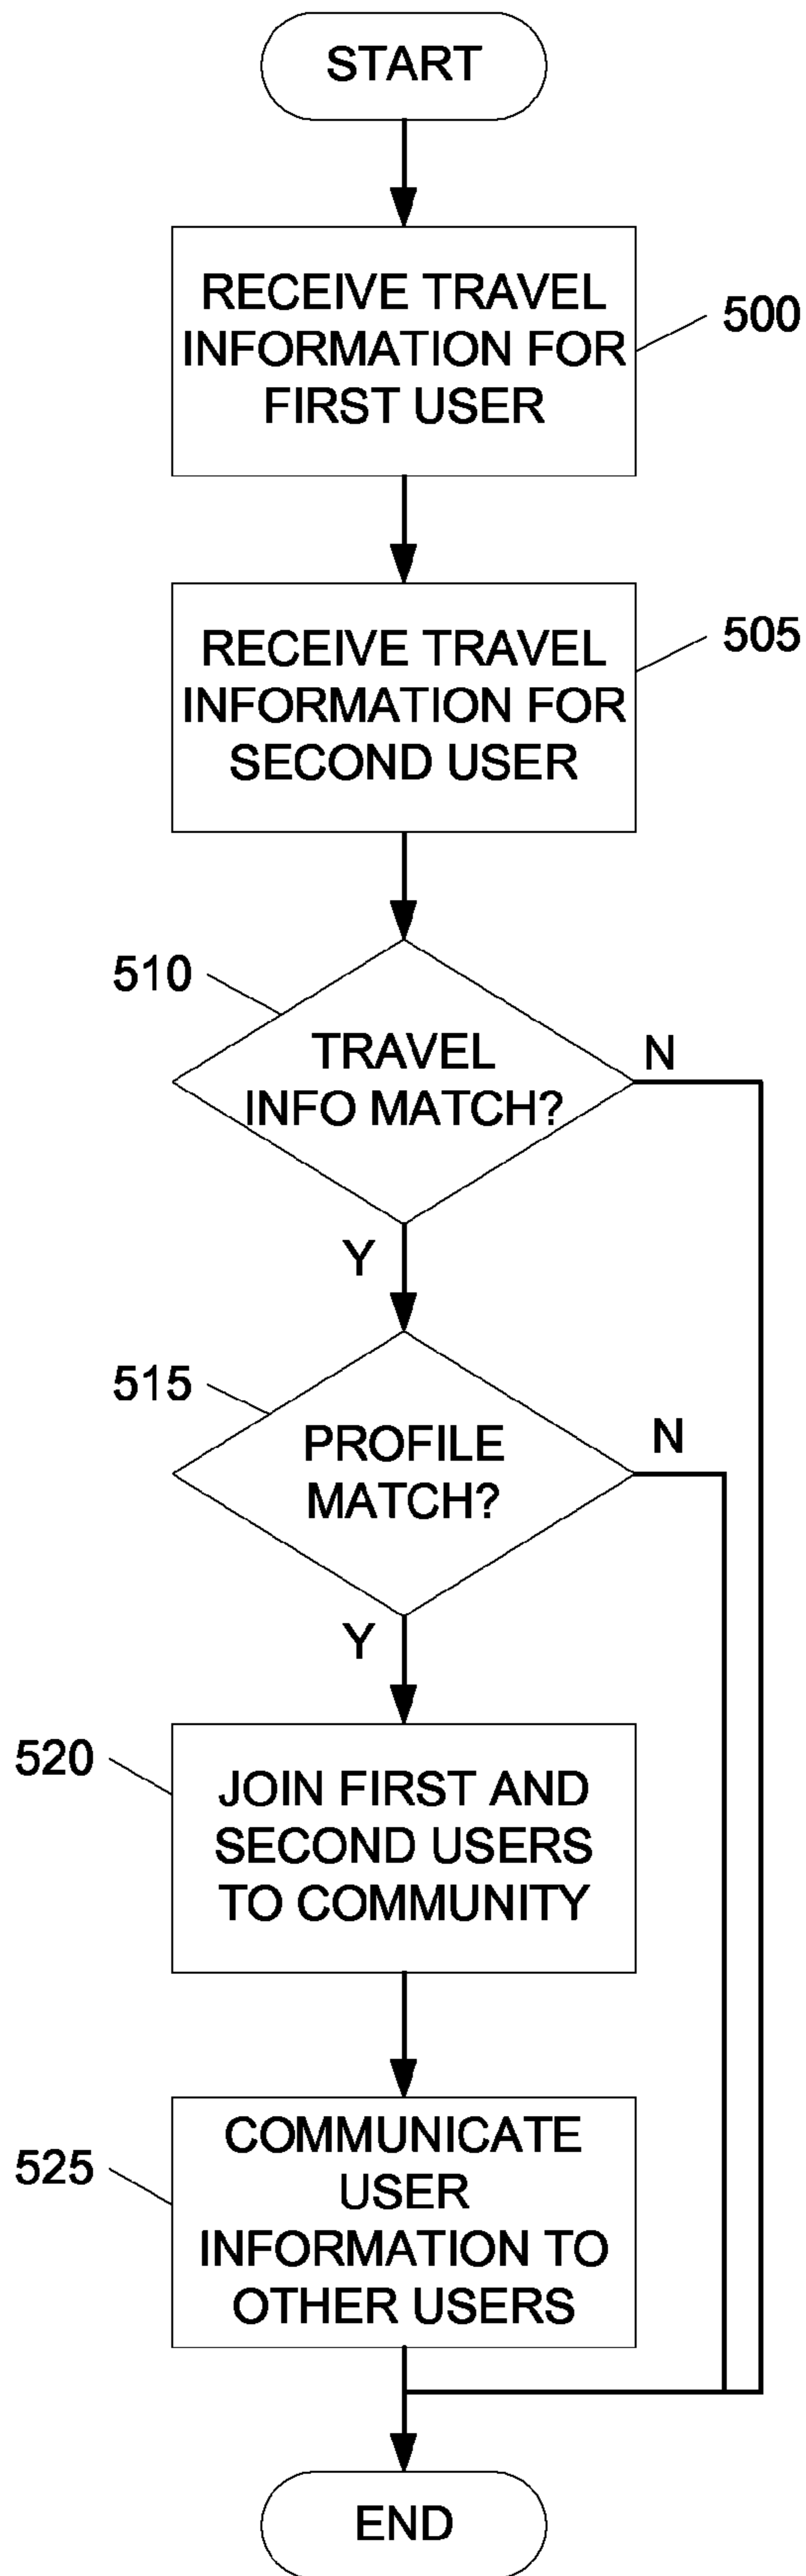 START
RECEIVE TRAVEL
INFORMATION FOR
FIRST USER
500
RECEIVE TRAVEL
INFORMATION FOR
SECOND USER
505
510
TRAVEL
INFO MATCH?
N
Y
515
PROFILE
MATCH?
N
Y
520
JOIN FIRST AND
SECOND USERS
TO COMMUNITY
525
COMMUNICATE
USER
INFORMATION TO
OTHER USERS
END